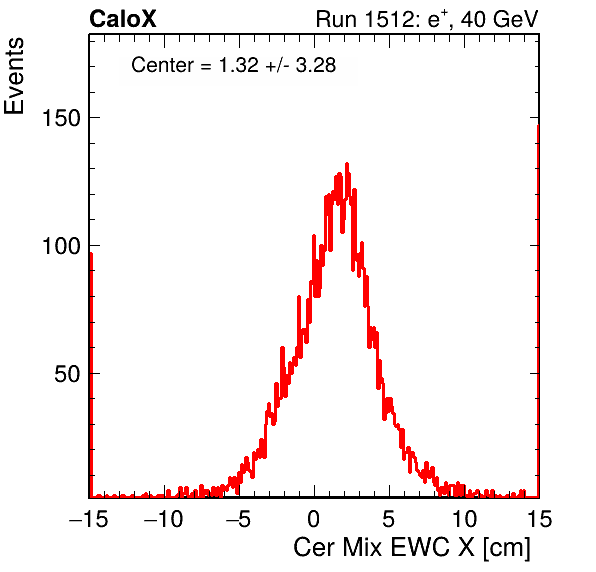 CaloX Run 1512: e⁺, 40 GeV
Center = 1.32 +/- 3.28
Events
150
100
50
−15 −10 −5 0 5 10 15
Cer Mix EWC X [cm]